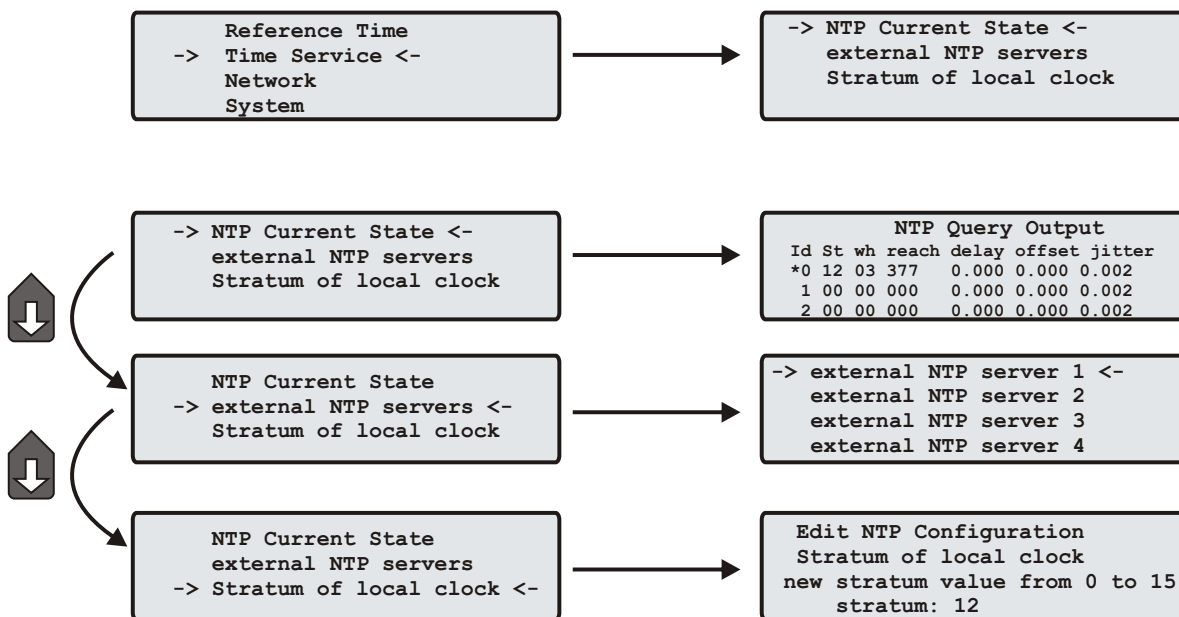 Reference Time
-> Time Service <-
Network
System
-> NTP Current State <-
external NTP servers
Stratum of local clock
-> NTP Current State <-
external NTP servers
Stratum of local clock
NTP Query Output
Id St wh reach delay offset jitter
*0 12 03 377 0.000 0.000 0.002
1 00 00 000 0.000 0.000 0.002
2 00 00 000 0.000 0.000 0.002
NTP Current State
-> external NTP servers <-
Stratum of local clock
-> external NTP server 1 <-
external NTP server 2
external NTP server 3
external NTP server 4
NTP Current State
external NTP servers
-> Stratum of local clock <-
Edit NTP Configuration
Stratum of local clock
new stratum value from 0 to 15
stratum: 12